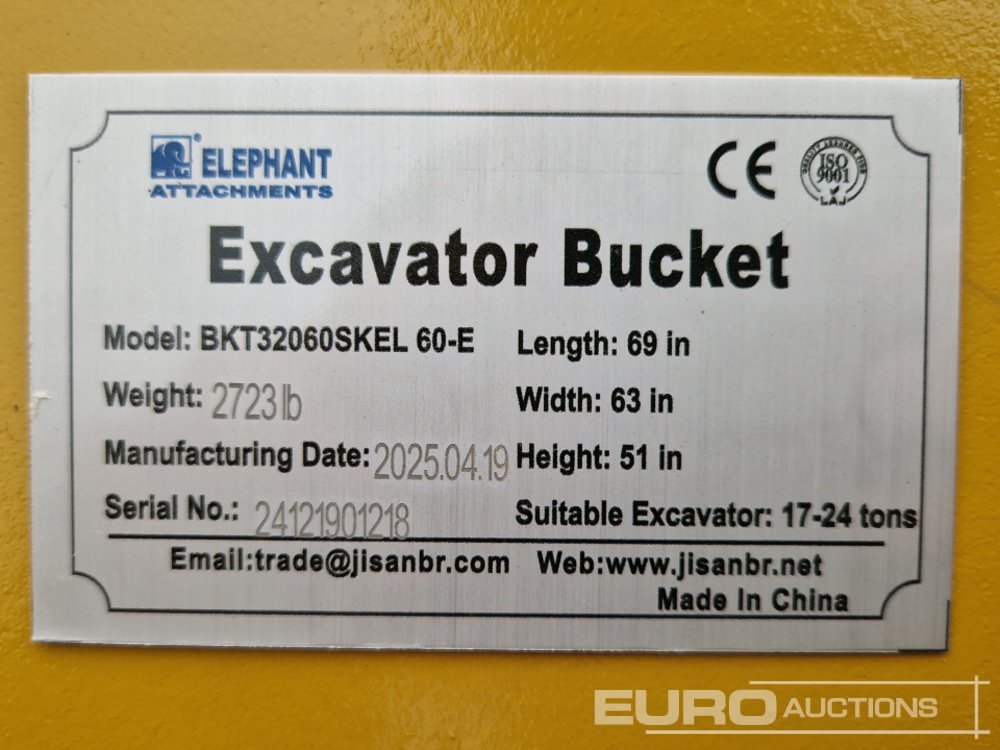 ELEPHANT
ATTACHMENTS
CE
ISO
9001
Excavator Bucket
Model: BKT32060SKEL 60-E
Weight: 2723lb
Manufacturing Date: 2025.04.19
Serial No.: 24121901218
Length: 69 in
Width: 63 in
Height: 51 in
Suitable Excavator: 17-24 tons
Email:trade@jisanbr.com Web:www.jisanbr.net
Made In China
EURO AUCTIONS